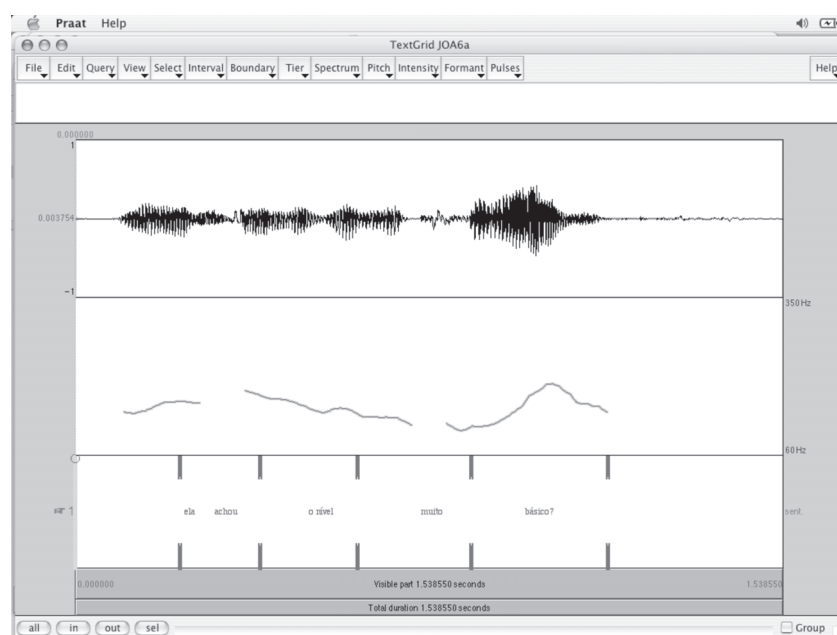 Praat Help
TextGrid JOA6a
File Edit Query View Select Interval Boundary Tier Spectrum Pitch Intensity Formant Pulses Help
0.000000
1
0.003754
-1
350 Hz
60 Hz
1 ela achou o nível muito básico? sent.
0.000000 Visible part 1.538550 seconds 1.538550
Total duration 1.538550 seconds
all in out sel Group